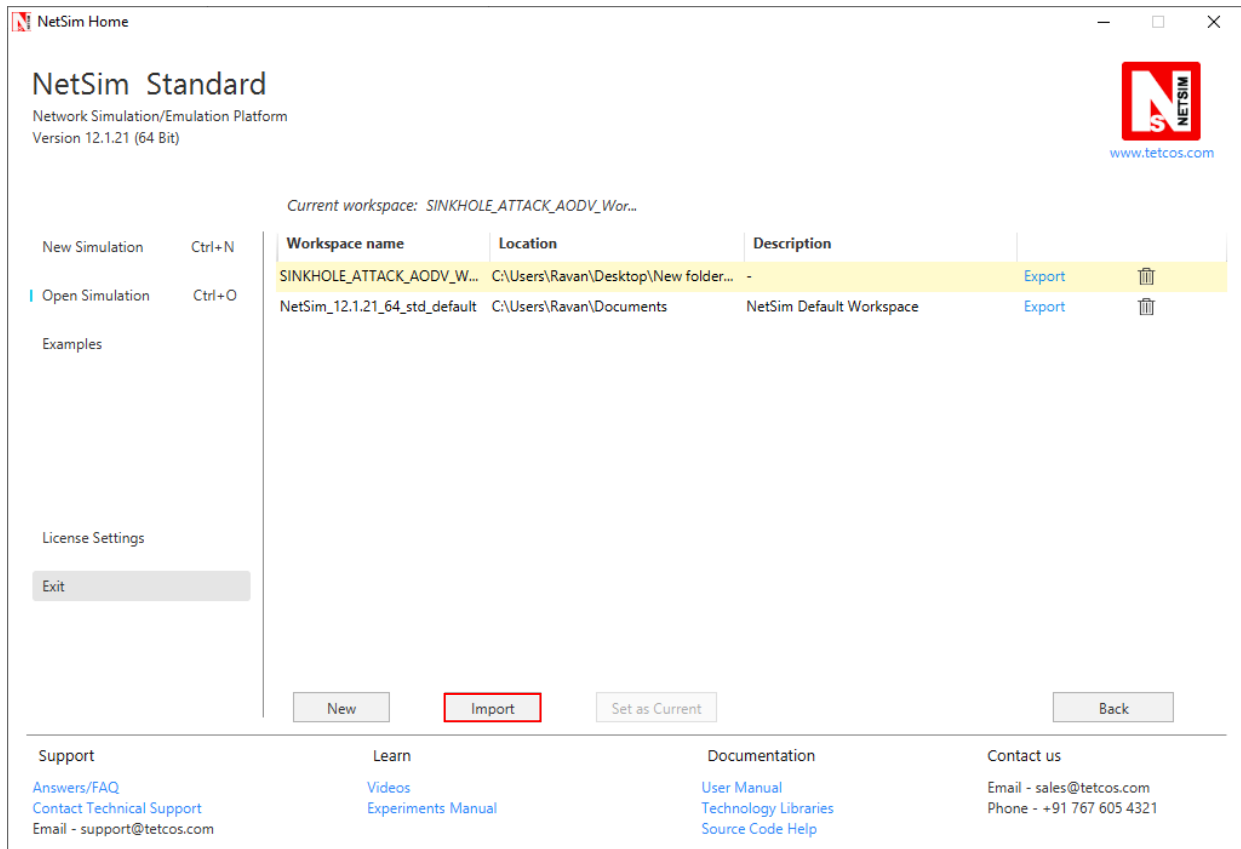 NetSim Home
NetSim Standard
Network Simulation/Emulation Platform
Version 12.1.21 (64 Bit)
NETSIM
N
S
www.tetcos.com
Current workspace: SINKHOLE_ATTACK_AODV_Wor...
New Simulation Ctrl+N
Open Simulation Ctrl+O
Examples
License Settings
Exit
Workspace name Location Description
SINKHOLE_ATTACK_AODV_W... C:\Users\Ravan\Desktop\New folder... - Export
NetSim_12.1.21_64_std_default C:\Users\Ravan\Documents NetSim Default Workspace Export
New Import Set as Current Back
Support
Answers/FAQ
Contact Technical Support
Email - support@tetcos.com
Learn
Videos
Experiments Manual
Documentation
User Manual
Technology Libraries
Source Code Help
Contact us
Email - sales@tetcos.com
Phone - +91 767 605 4321